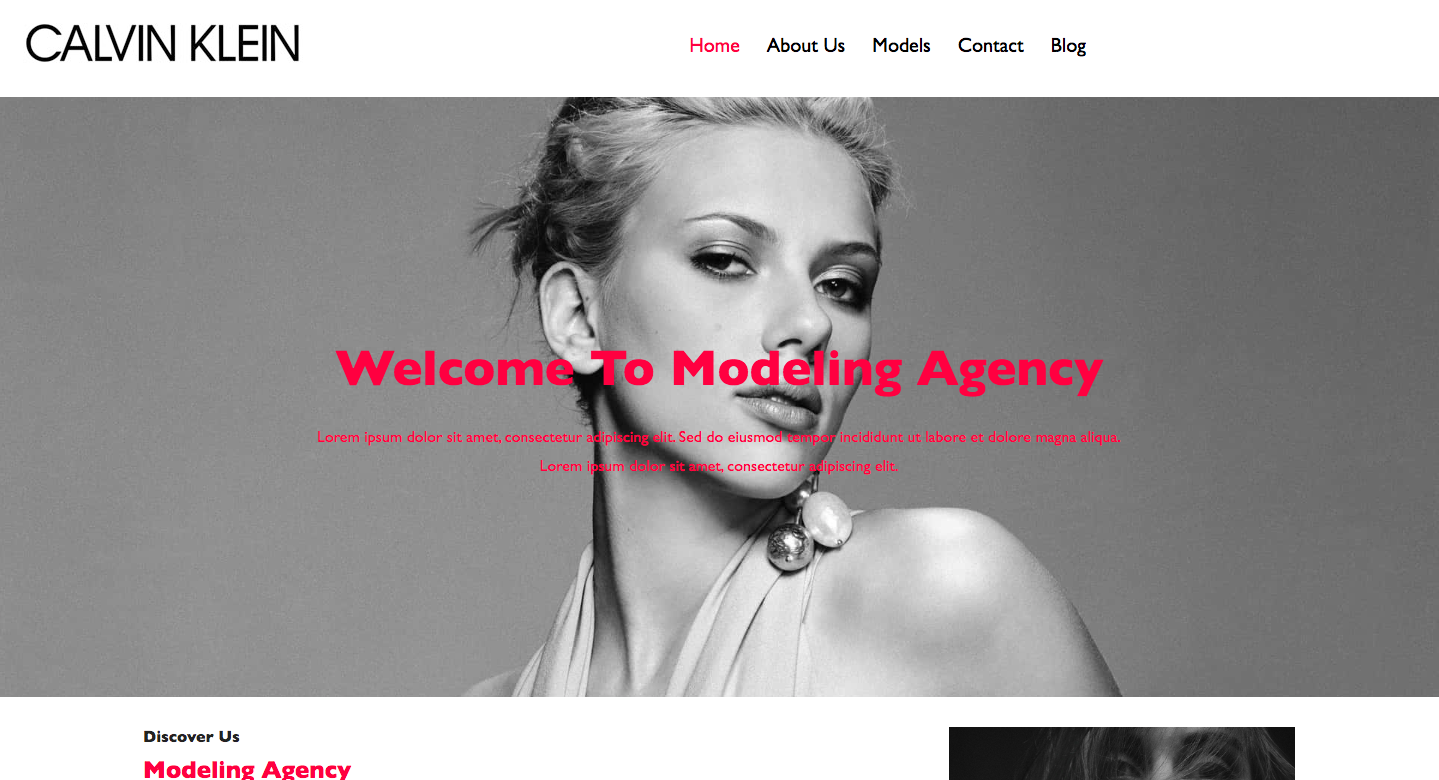 CALVIN KLEIN
Home About Us Models Contact Blog
Welcome To Modeling Agency
Lorem ipsum dolor sit amet, consectetur adipiscing elit. Sed do eiusmod tempor incididunt ut labore et dolore magna aliqua.
Lorem ipsum dolor sit amet, consectetur adipiscing elit.
Discover Us
Modeling Agency